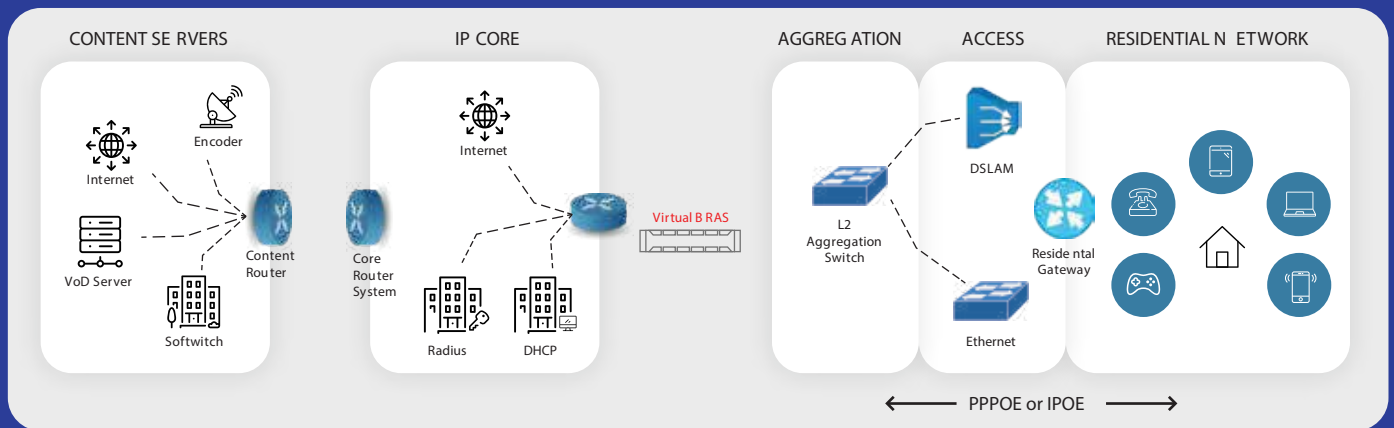 CONTENT SE RVERS
IP CORE
AGGREG ATION
ACCESS
RESIDENTIAL N ETWORK
Encoder
Internet
VoD Server
Softwitch
Content
Router
Core
Router
System
Internet
Radius
DHCP
Virtual B RAS
L2
Aggregation
Switch
DSLAM
Ethernet
Reside ntal
Gateway
PPPOE or IPOE